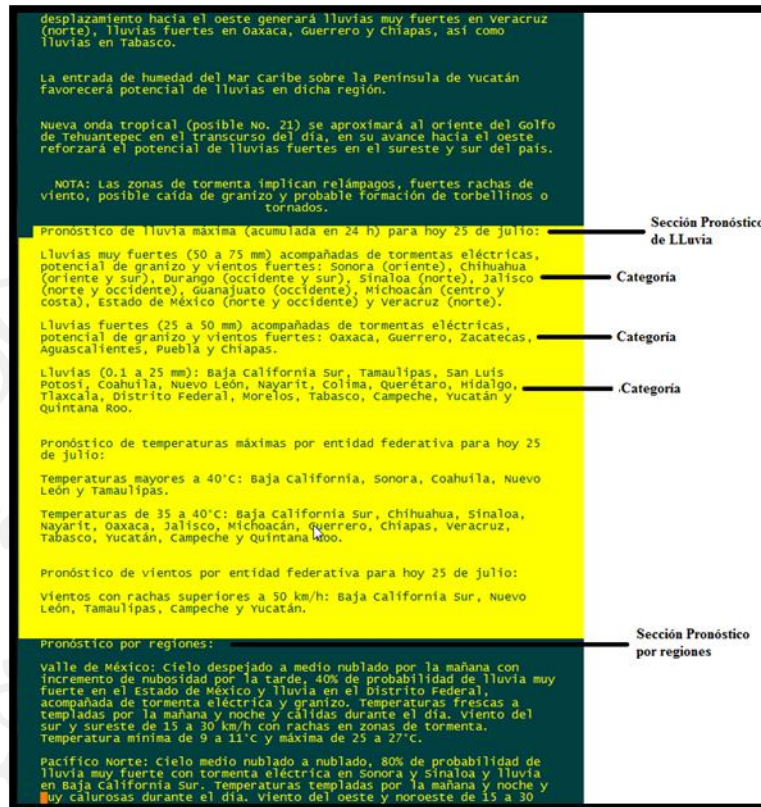 desplazamiento hacia el oeste generará lluvias muy fuertes en Veracruz
(norte), lluvias fuertes en Oaxaca, Guerrero y Chiapas, así como
lluvias en Tabasco.
La entrada de humedad del Mar Caribe sobre la Península de Yucatán
favorecerá potencial de lluvias en dicha región.
Nueva onda tropical (posible No. 21) se aproximará al oriente del Golfo
de Tehuantepec en el transcurso del día, en su avance hacia el oeste
reforzará el potencial de lluvias fuertes en el sureste y sur del país.
NOTA: Las zonas de tormenta implican relámpagos, fuertes rachas de
viento, posible caída de granizo y probable formación de torbellinos o
tornados.
Pronóstico de lluvia máxima (acumulada en 24 h) para hoy 25 de julio:
Sección Pronóstico
de LLuvia
Lluvias muy fuertes (50 a 75 mm) acompañadas de tormentas eléctricas,
potencial de granizo y vientos fuertes: Sonora (oriente), Chihuahua
(oriente y sur), Durango (occidente y sur), Sinaloa (norte), Jalisco
(norte y occidente), Guanajuato (occidente), Michoacán (centro y
costa), Estado de México (norte y occidente) y Veracruz (norte).
Categoría
Lluvias fuertes (25 a 50 mm) acompañadas de tormentas eléctricas,
potencial de granizo y vientos fuertes: Oaxaca, Guerrero, Zacatecas,
Aguascalientes, Puebla y Chiapas.
Categoría
Lluvias (0.1 a 25 mm): Baja California Sur, Tamaulipas, San Luis
Potosí, Coahuila, Nuevo León, Nayarit, Colima, Querétaro, Hidalgo,
Tlaxcala, Distrito Federal, Morelos, Tabasco, Campeche, Yucatán y
Quintana Roo.
.Categoría
Pronóstico de temperaturas máximas por entidad federativa para hoy 25
de julio:
Temperaturas mayores a 40°C: Baja California, Sonora, Coahuila, Nuevo
León y Tamaulipas.
Temperaturas de 35 a 40°C: Baja California Sur, Chihuahua, Sinaloa,
Nayarit, Oaxaca, Jalisco, Michoacán, Guerrero, Chiapas, Veracruz,
Tabasco, Yucatán, Campeche y Quintana Roo.
Pronóstico de vientos por entidad federativa para hoy 25 de julio:
Vientos con rachas superiores a 50 km/h: Baja California Sur, Nuevo
León, Tamaulipas, Campeche y Yucatán.
Pronóstico por regiones:
Sección Pronóstico
por regiones
Valle de México: Cielo despejado a medio nublado por la mañana con
incremento de nubosidad por la tarde, 40% de probabilidad de lluvia muy
fuerte en el Estado de México y lluvia en el Distrito Federal,
acompañada de tormenta eléctrica y granizo. Temperaturas frescas a
templadas por la mañana y noche y cálidas durante el día. Viento del
sur y sureste de 15 a 30 km/h con rachas en zonas de tormenta.
Temperatura mínima de 9 a 11°C y máxima de 25 a 27°C.
Pacífico Norte: Cielo medio nublado a nublado, 80% de probabilidad de
lluvia muy fuerte con tormenta eléctrica en Sonora y Sinaloa y lluvia
en Baja California Sur. Temperaturas templadas por la mañana y noche y
muy calurosas durante el día. Viento del oeste y noroeste de 15 a 30